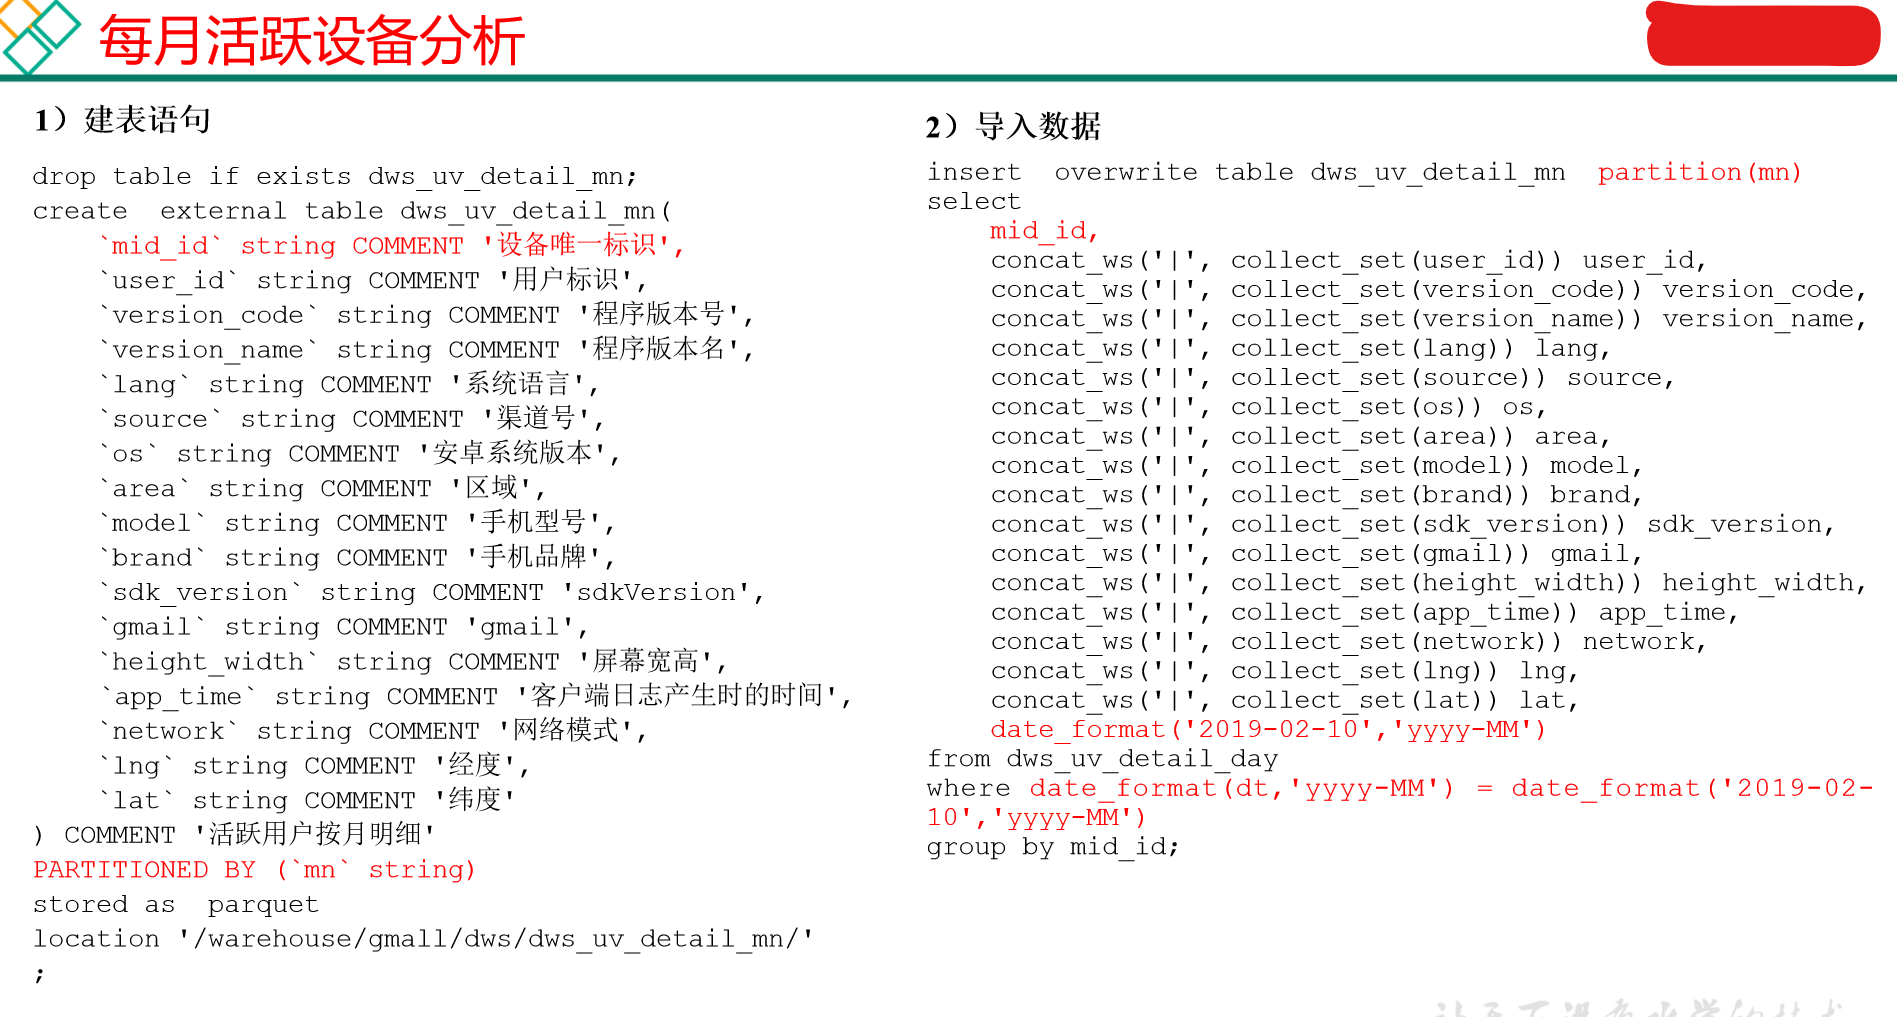 每月活跃设备分析
1）建表语句
drop table if exists dws_uv_detail_mn;
create  external table dws_uv_detail_mn(
    `mid_id` string COMMENT '设备唯一标识',
    `user_id` string COMMENT '用户标识',
    `version_code` string COMMENT '程序版本号',
    `version_name` string COMMENT '程序版本名',
    `lang` string COMMENT '系统语言',
    `source` string COMMENT '渠道号',
    `os` string COMMENT '安卓系统版本',
    `area` string COMMENT '区域',
    `model` string COMMENT '手机型号',
    `brand` string COMMENT '手机品牌',
    `sdk_version` string COMMENT 'sdkVersion',
    `gmail` string COMMENT 'gmail',
    `height_width` string COMMENT '屏幕宽高',
    `app_time` string COMMENT '客户端日志产生时的时间',
    `network` string COMMENT '网络模式',
    `lng` string COMMENT '经度',
    `lat` string COMMENT '纬度'
) COMMENT '活跃用户按月明细'
PARTITIONED BY (`mn` string)
stored as  parquet
location '/warehouse/gmall/dws/dws_uv_detail_mn/'
;
2）导入数据
insert  overwrite table dws_uv_detail_mn  partition(mn)
select
    mid_id,
    concat_ws('|', collect_set(user_id)) user_id,
    concat_ws('|', collect_set(version_code)) version_code,
    concat_ws('|', collect_set(version_name)) version_name,
    concat_ws('|', collect_set(lang)) lang,
    concat_ws('|', collect_set(source)) source,
    concat_ws('|', collect_set(os)) os,
    concat_ws('|', collect_set(area)) area,
    concat_ws('|', collect_set(model)) model,
    concat_ws('|', collect_set(brand)) brand,
    concat_ws('|', collect_set(sdk_version)) sdk_version,
    concat_ws('|', collect_set(gmail)) gmail,
    concat_ws('|', collect_set(height_width)) height_width,
    concat_ws('|', collect_set(app_time)) app_time,
    concat_ws('|', collect_set(network)) network,
    concat_ws('|', collect_set(lng)) lng,
    concat_ws('|', collect_set(lat)) lat,
    date_format('2019-02-10','yyyy-MM')
from dws_uv_detail_day
where date_format(dt,'yyyy-MM') = date_format('2019-02-
10','yyyy-MM')
group by mid_id;